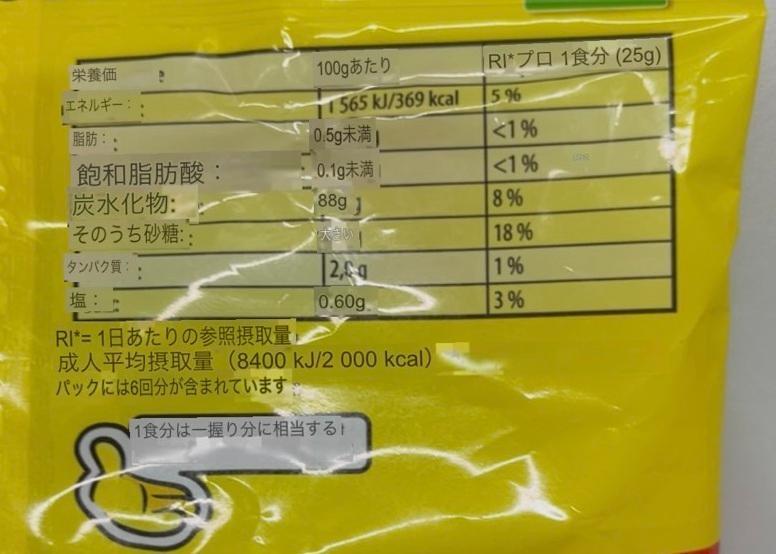 栄養価 100gあたり RI*プロ 1食分 (25g)
エネルギー: 1 565 kJ/369 kcal 5 %
脂肪: 0.5g未満 <1 %
飽和脂肪酸: 0.1g未満 <1 %
炭水化物: 88g 8 %
そのうち砂糖: 大さい 18 %
タンパク質: 2,0 g 1 %
塩: 0.60g 3 %
RI*= 1日あたりの参照摂取量
成人平均摂取量（8400 kJ/2 000 kcal）
パックには6回分が含まれています
1食分は一握り分に相当する